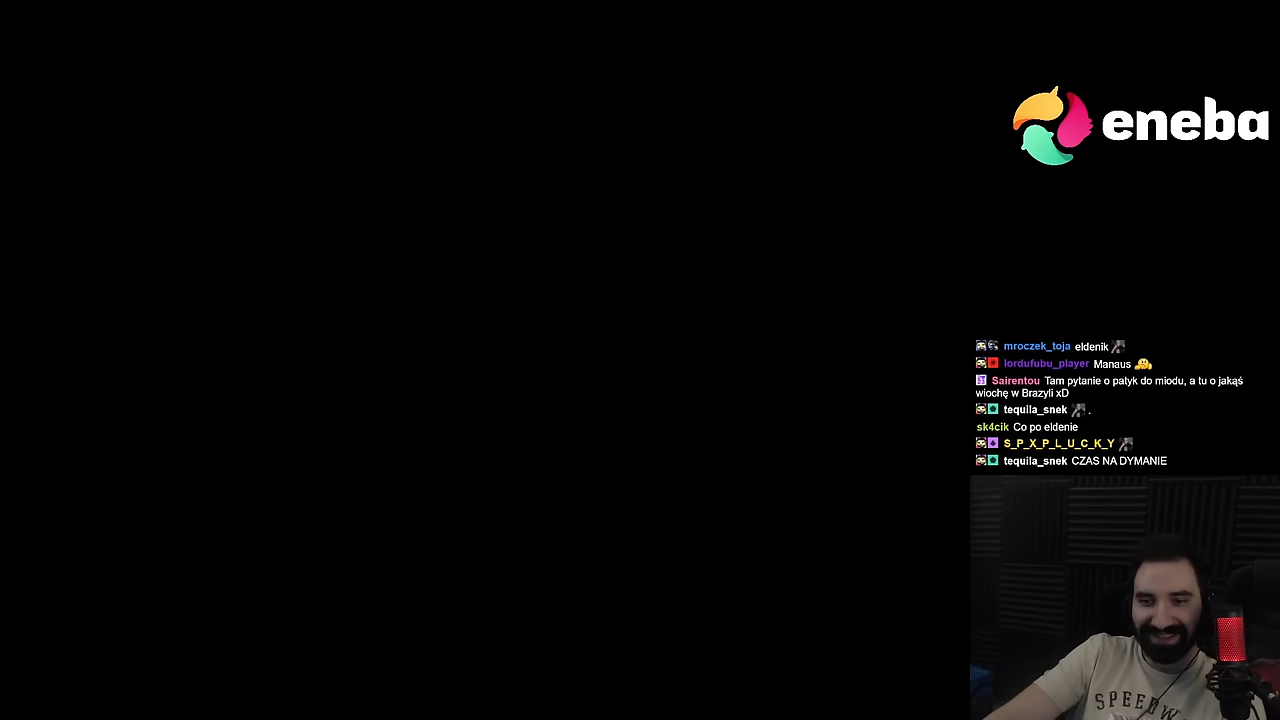 eneba
mroczek_toja eldenik
lordufubu_player Manaus
Sairentou Tam pytanie o patyk do miodu, a tu o jakąś
wiochę w Brazyli xD
tequila_snek .
sk4cik Co po eldenie
S_P_X_P_L_U_C_K_Y
tequila_snek CZAS NA DYMANIE
SPEEDW